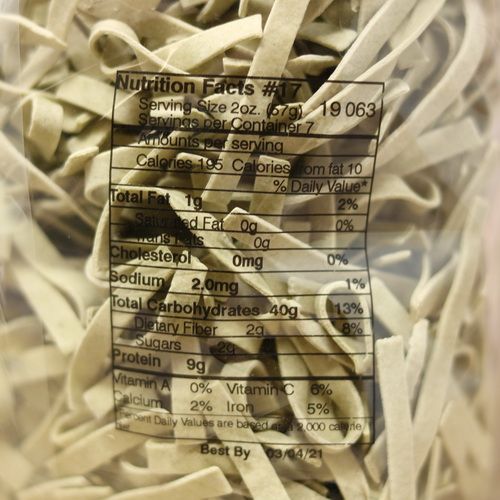 Nutrition Facts #17
Serving Size 2oz. (57g) 19 063
Servings per Container 7
Amounts per serving
Calories 195 Calories from fat 10
% Daily Value*
Total Fat 1g 2%
Saturated Fat 0g 0%
Trans Fats 0g
Cholesterol 0mg 0%
Sodium 2.0mg 1%
Total Carbohydrates 40g 13%
Dietary Fiber 2g 8%
Sugars 2g
Protein 9g
Vitamin A 0% Vitamin C 6%
Calcium 2% Iron 5%
Percent Daily Values are based on a 2,000 calorie
Best By 03/04/21